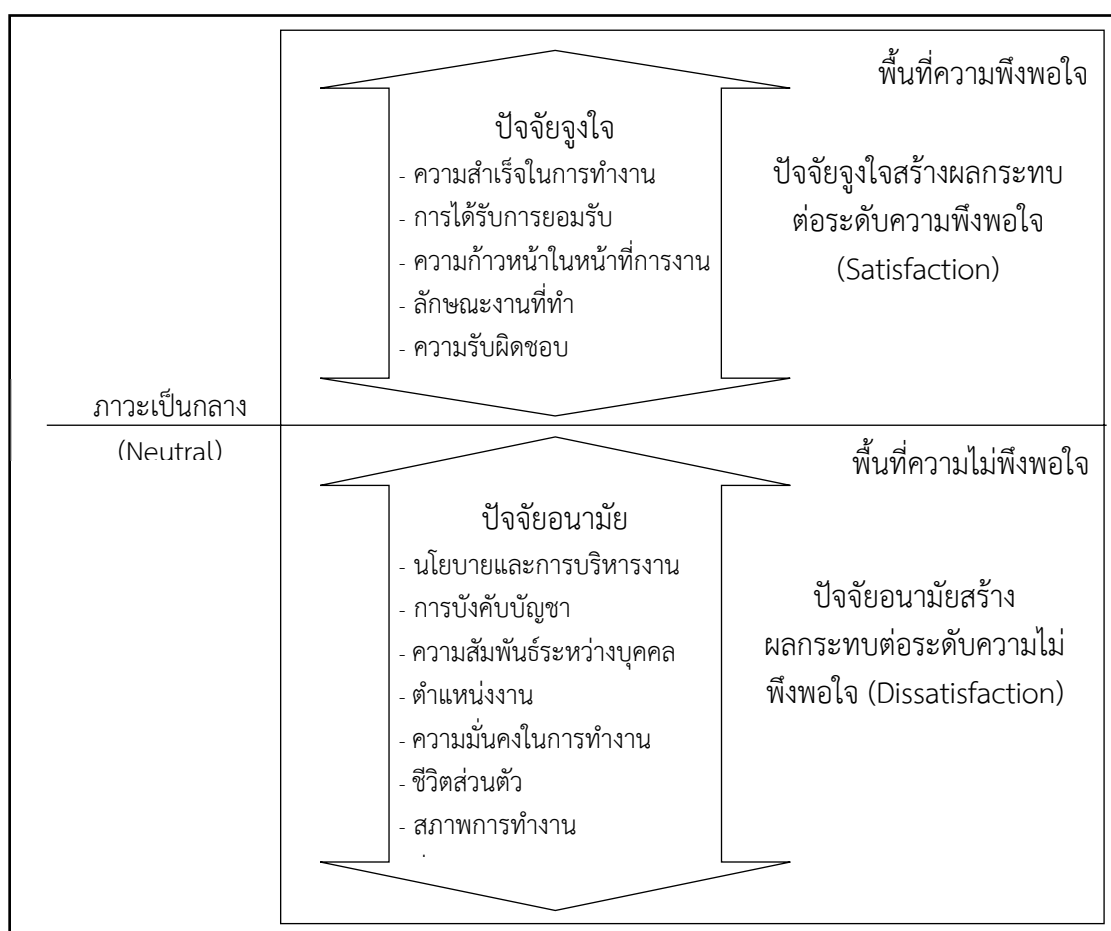 พื้นที่ความพึงพอใจ
ปัจจัยจูงใจ
- ความสำเร็จในการทำงาน
- การได้รับการยอมรับ
- ความก้าวหน้าในหน้าที่การงาน
- ลักษณะงานที่ทำ
- ความรับผิดชอบ
ปัจจัยจูงใจสร้างผลกระทบ
ต่อระดับความพึงพอใจ
(Satisfaction)
ภาวะเป็นกลาง
(Neutral)
พื้นที่ความไม่พึงพอใจ
ปัจจัยอนามัย
- นโยบายและการบริหารงาน
- การบังคับบัญชา
- ความสัมพันธ์ระหว่างบุคคล
- ตำแหน่งงาน
- ความมั่นคงในการทำงาน
- ชีวิตส่วนตัว
- สภาพการทำงาน
ปัจจัยอนามัยสร้าง
ผลกระทบต่อระดับความไม่
พึงพอใจ (Dissatisfaction)